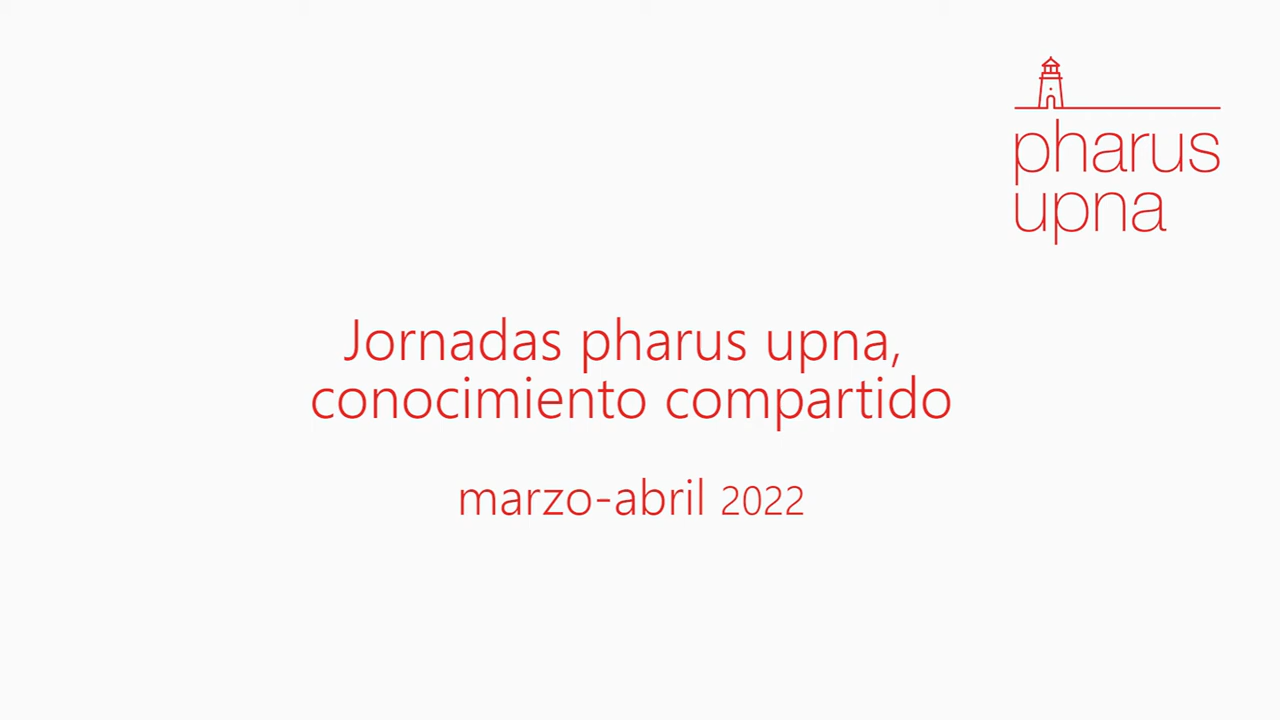 pharus
upna
Jornadas pharus upna,
conocimiento compartido
marzo-abril 2022